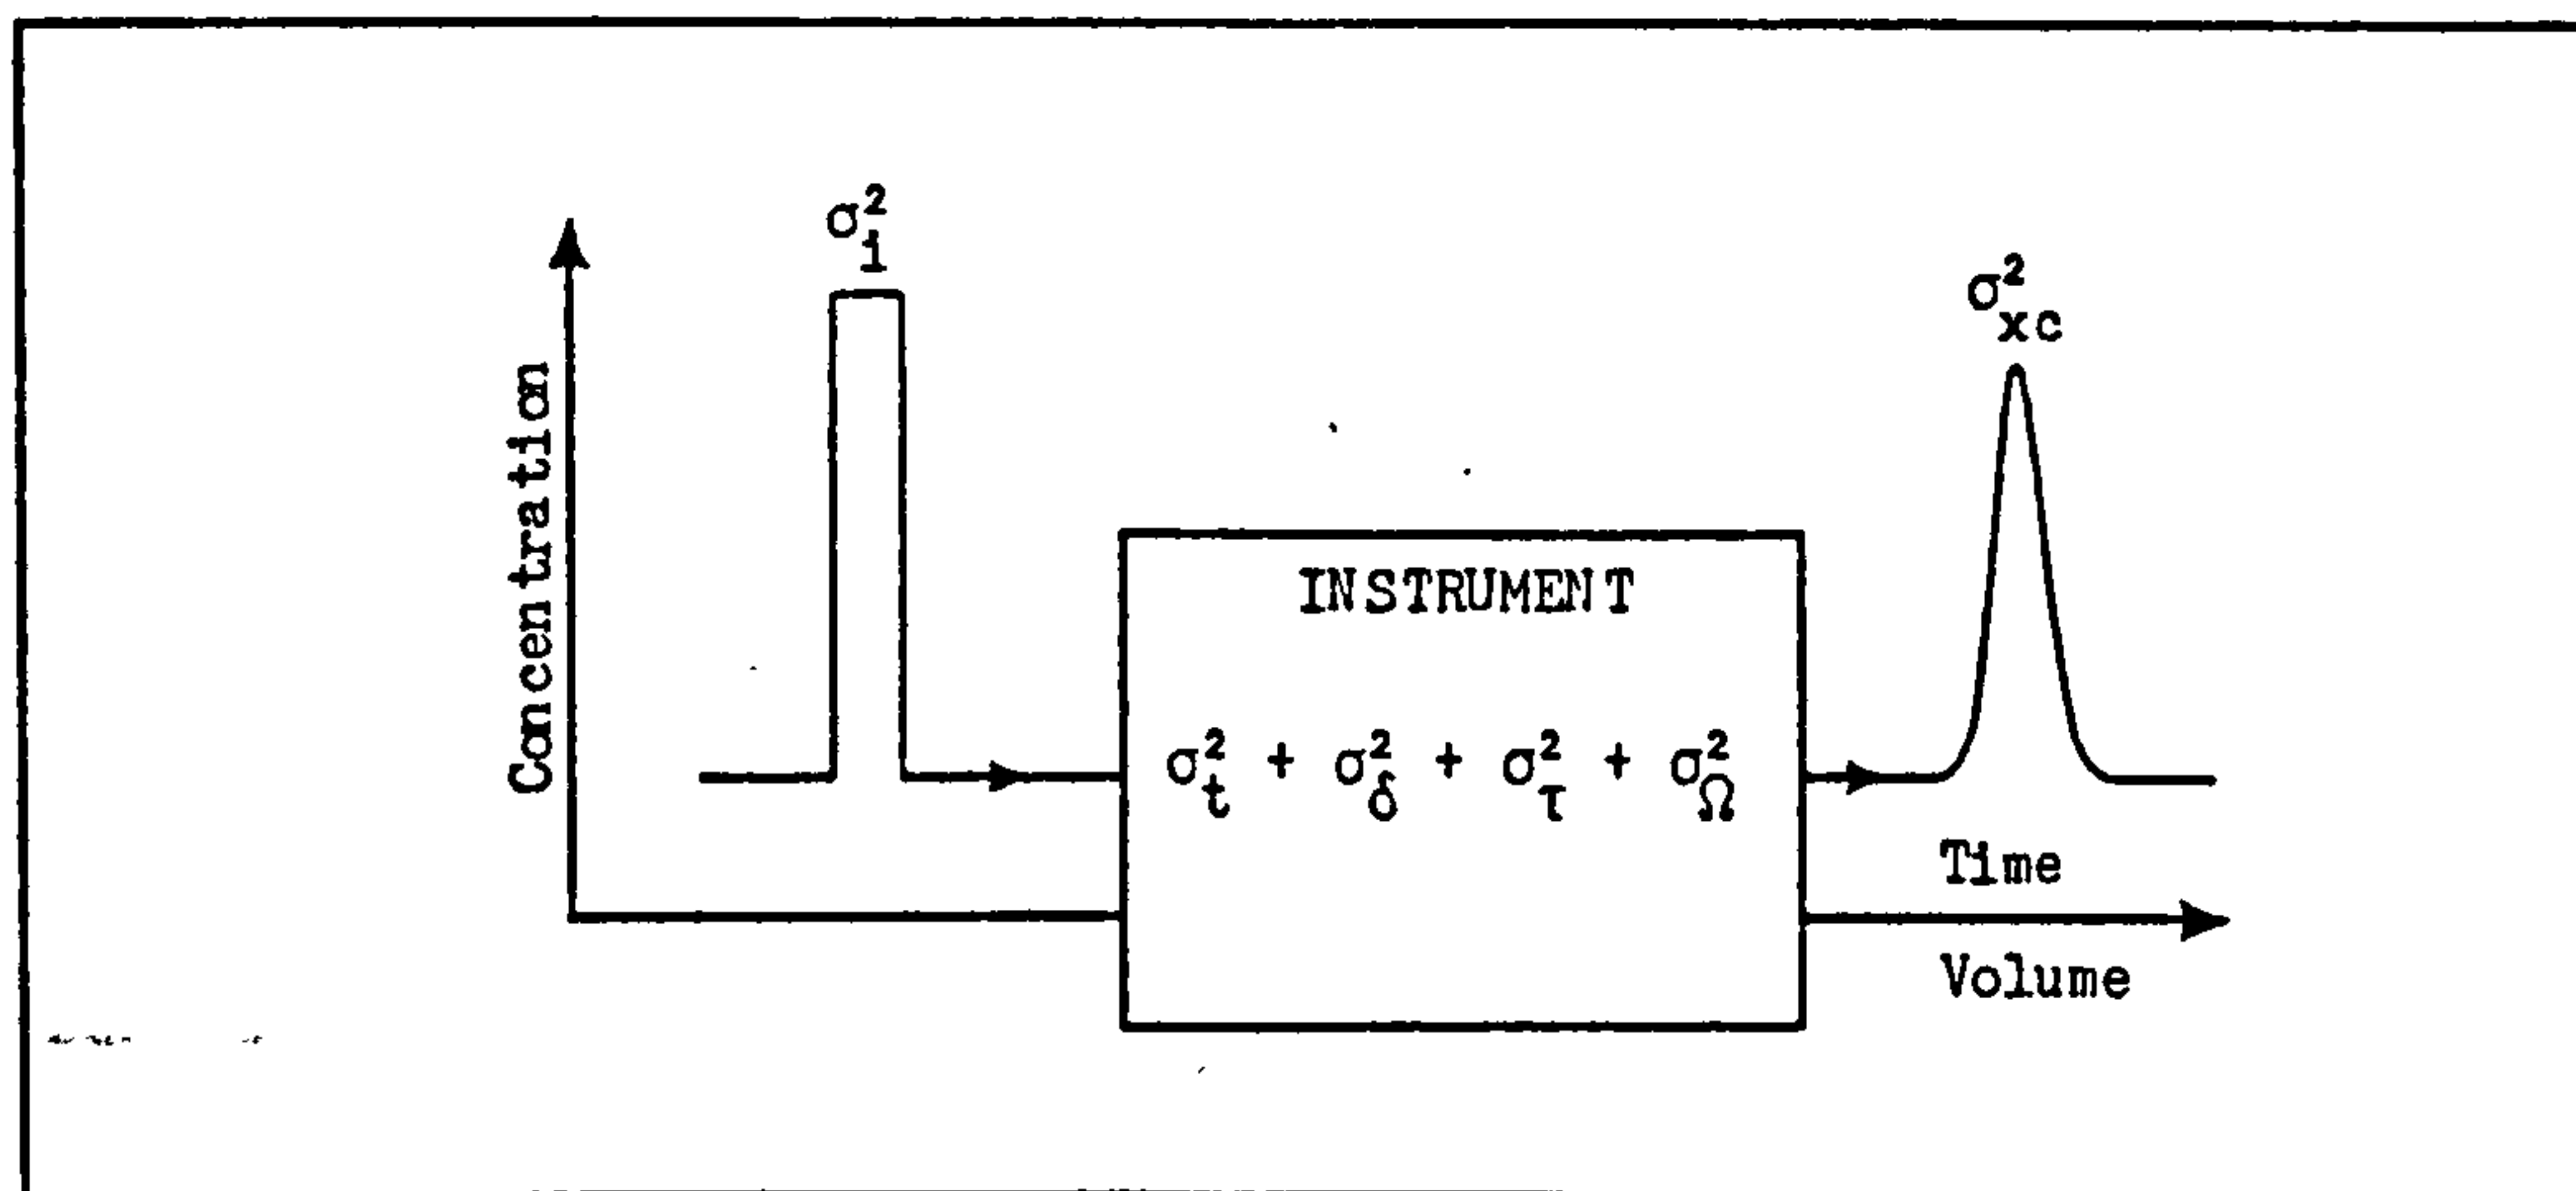 σ²ᵢ
σ²xc
Concentration
INSTRUMENT
σ²t + σ²δ + σ²τ + σ²Ω
Time
Volume